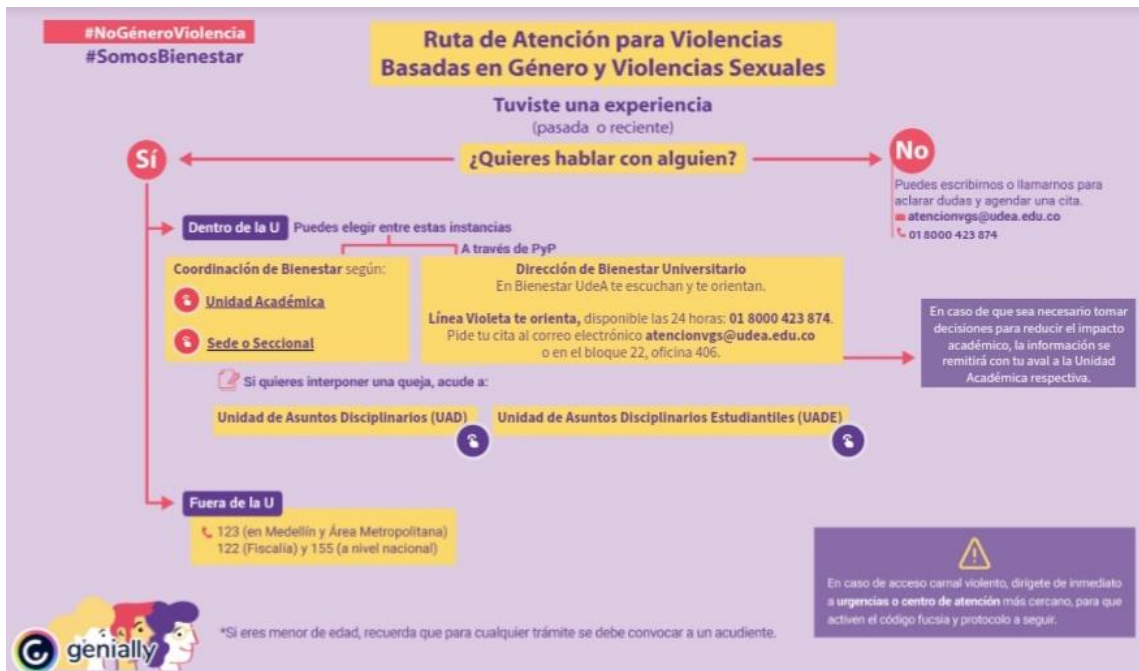 #NoGéneroViolencia
#SomosBienestar
Ruta de Atención para Violencias
Basadas en Género y Violencias Sexuales
Tuviste una experiencia
(pasada o reciente)
¿Quieres hablar con alguien?
Sí
No
Puedes escribirnos o llamarnos para
aclarar dudas y agendar una cita.
atencionvgs@udea.edu.co
01 8000 423 874
Dentro de la U
Puedes elegir entre estas instancias
A través de PyP
Coordinación de Bienestar según:
Unidad Académica
Sede o Seccional
Dirección de Bienestar Universitario
En Bienestar UdeA te escuchan y te orientan.
Línea Violeta te orienta, disponible las 24 horas: 01 8000 423 874.
Pide tu cita al correo electrónico atencionvgs@udea.edu.co
o en el bloque 22, oficina 406.
En caso de que sea necesario tomar
decisiones para reducir el impacto
académico, la información se
remitirá con tu aval a la Unidad
Académica respectiva.
Si quieres interponer una queja, acude a:
Unidad de Asuntos Disciplinarios (UAD)
Unidad de Asuntos Disciplinarios Estudiantiles (UADE)
Fuera de la U
123 (en Medellín y Área Metropolitana)
122 (Fiscalía) y 155 (a nivel nacional)
En caso de acceso carnal violento, dirígete de inmediato
a urgencias o centro de atención más cercano, para que
activen el código fucsia y protocolo a seguir.
*Si eres menor de edad, recuerda que para cualquier trámite se debe convocar a un acudiente.
genially